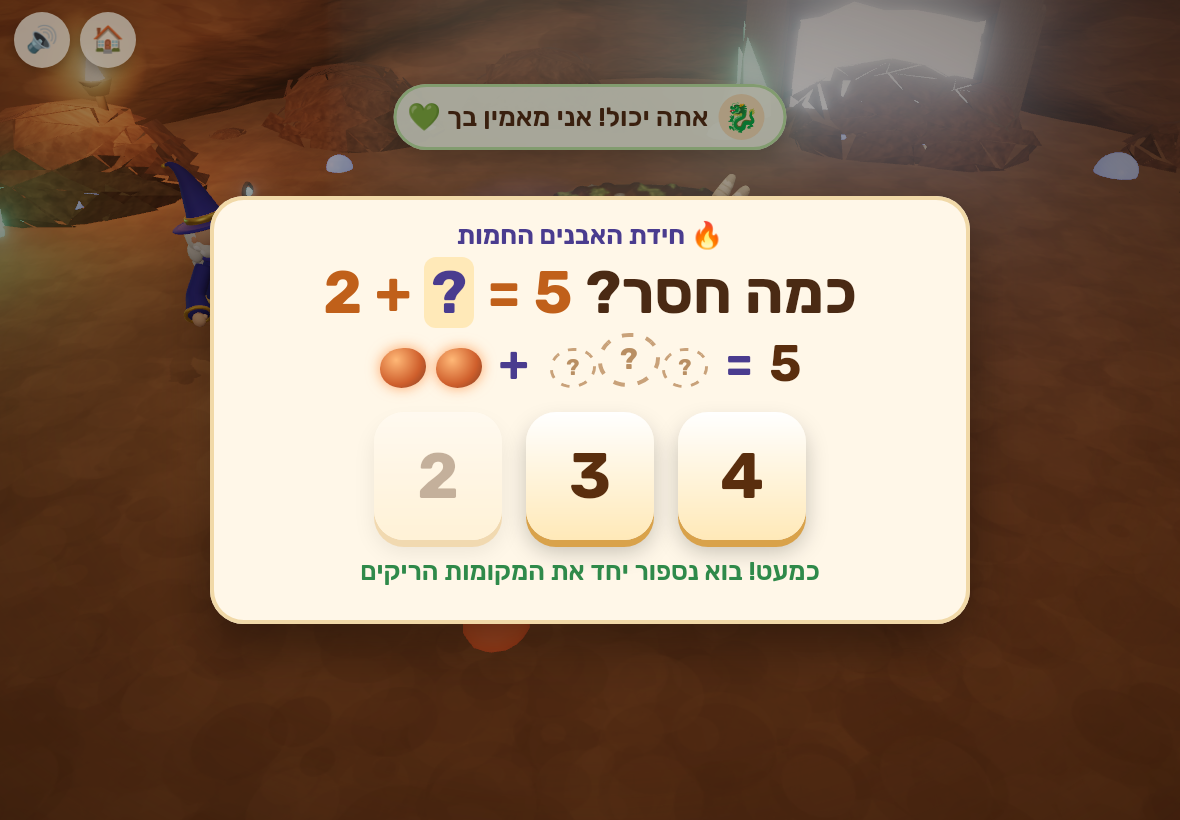 אתה יכול! אני מאמין בך
חידת האבנים החמות
כמה חסר? 2 + ? = 5
+ ? ? ? = 5
2 3 4
כמעט! בוא נספור יחד את המקומות הריקים